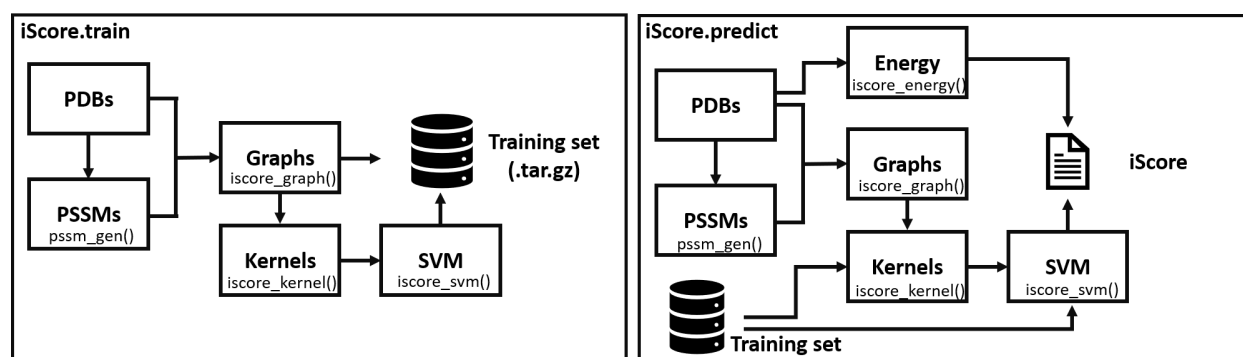 iScore.train
PDBs
PSSMs
pssm_gen()
Graphs
iscore_graph()
Kernels
iscore_kernel()
SVM
iscore_svm()
Training set
(.tar.gz)
iScore.predict
PDBs
PSSMs
pssm_gen()
Energy
iscore_energy()
Graphs
iscore_graph()
Kernels
iscore_kernel()
SVM
iscore_svm()
iScore
Training set